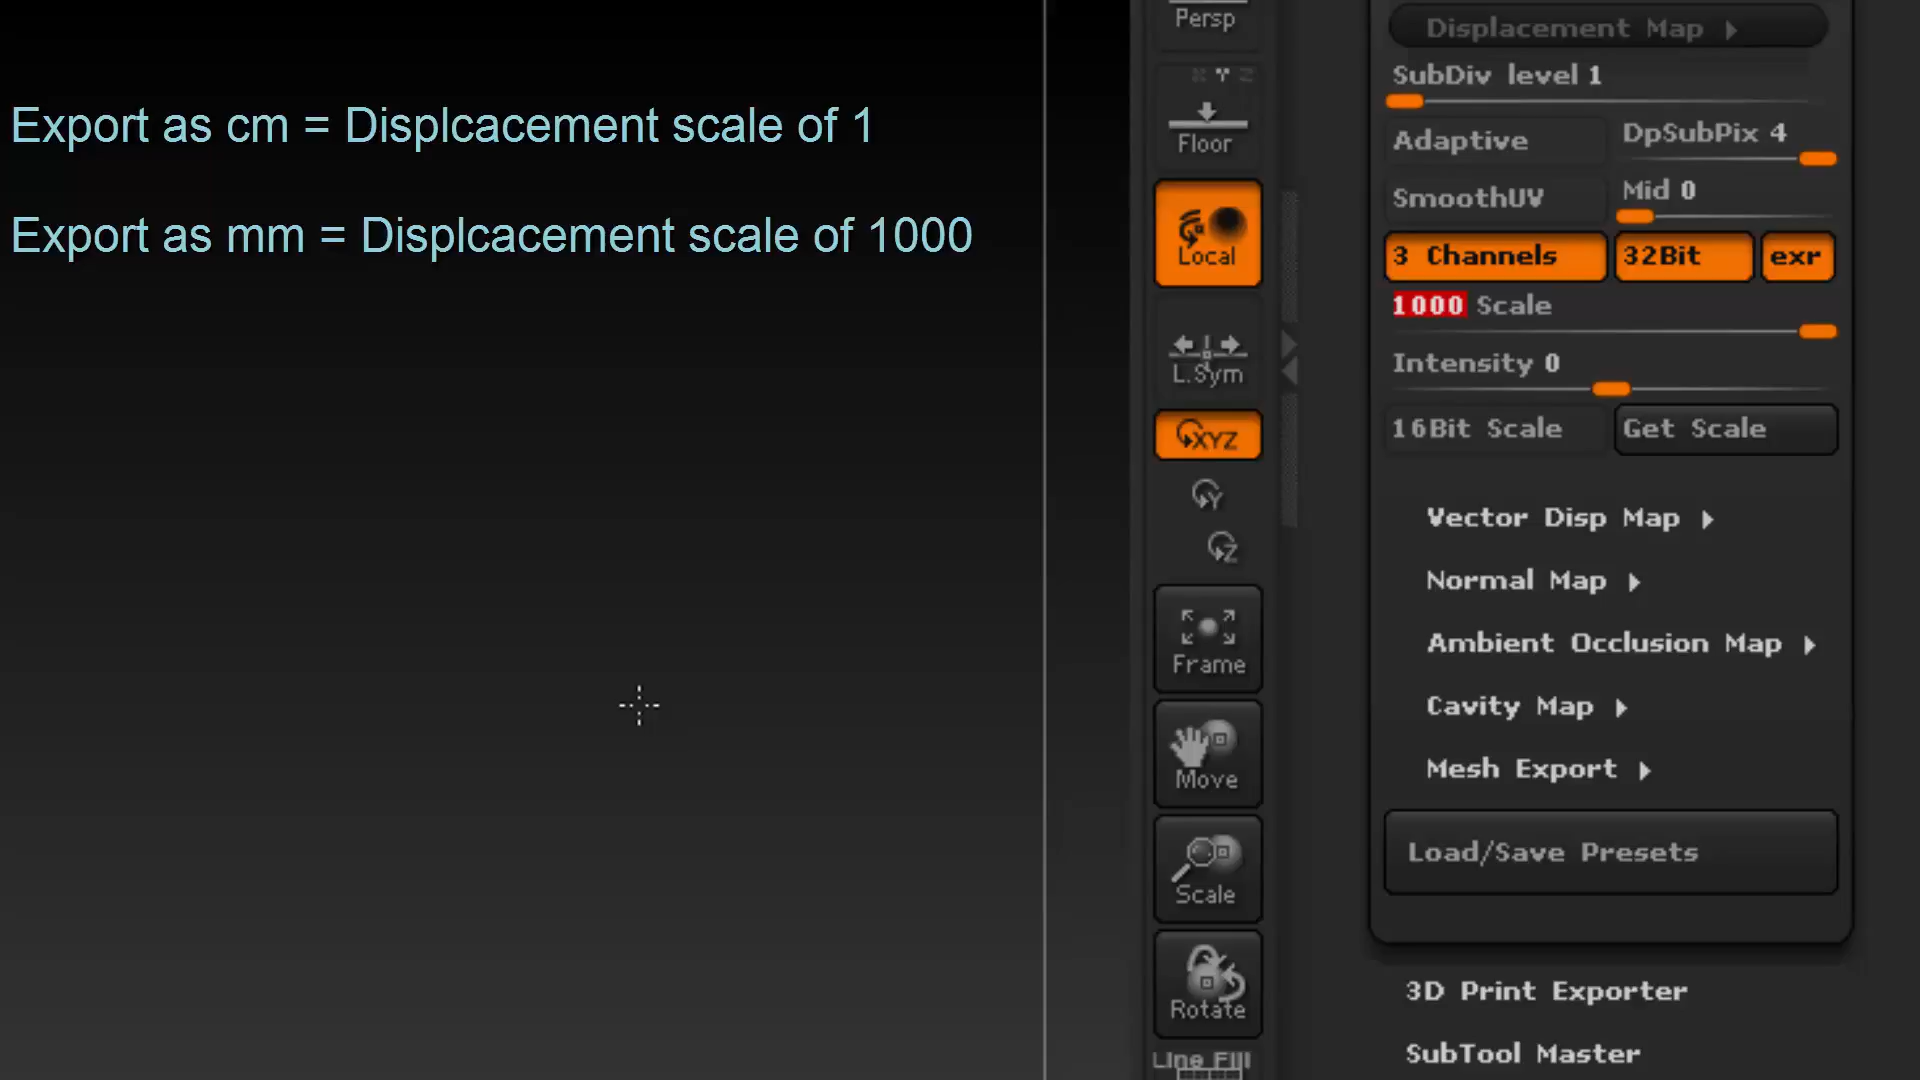 Export as cm = Displcacement scale of 1
Export as mm = Displcacement scale of 1000
Persp
Floor
Local
L.Sym
XYZ
Y
Z
Frame
Move
Scale
Rotate
Line Fill
Displacement Map
SubDiv level 1
Adaptive
DpSubPix 4
SmoothUV
Mid 0
3 Channels
32Bit
exr
1000 Scale
Intensity 0
16Bit Scale
Get Scale
Vector Disp Map
Normal Map
Ambient Occlusion Map
Cavity Map
Mesh Export
Load/Save Presets
3D Print Exporter
SubTool Master